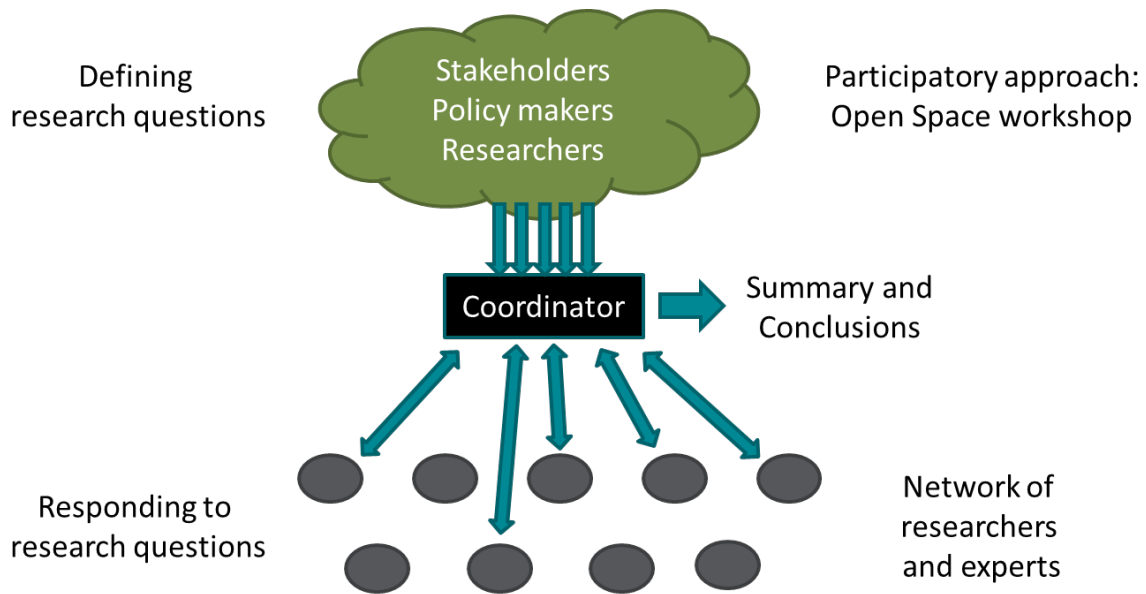 Defining
research questions
Stakeholders
Policy makers
Researchers
Participatory approach:
Open Space workshop
Coordinator
Summary and
Conclusions
Responding to
research questions
Network of
researchers
and experts